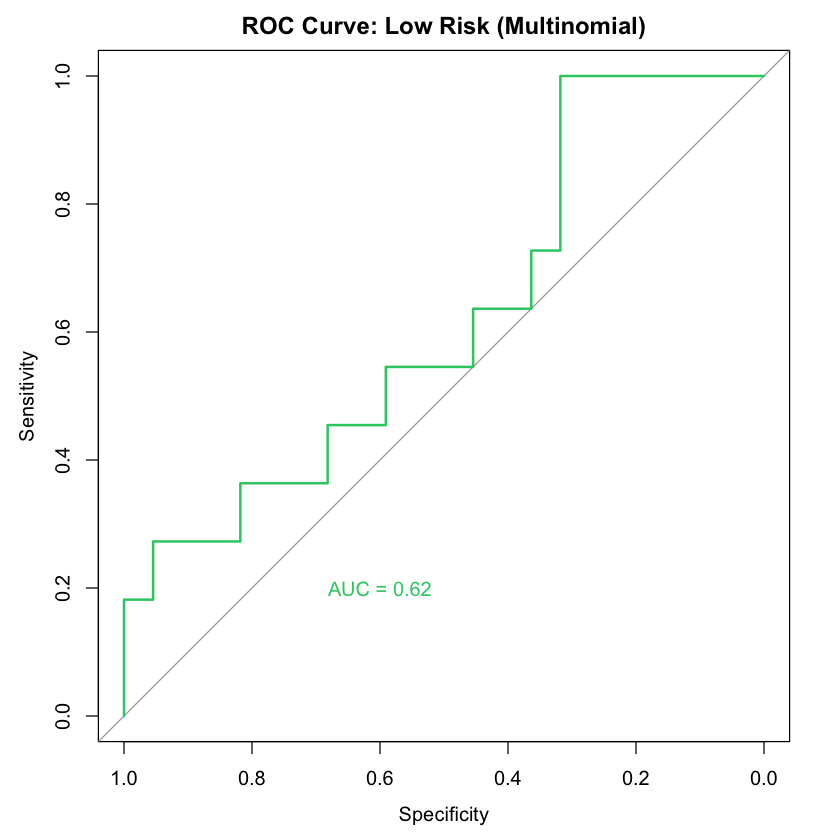 ROC Curve: Low Risk (Multinomial)
Sensitivity
1.0
0.8
0.6
0.4
0.2
0.0
AUC = 0.62
1.0 0.8 0.6 0.4 0.2 0.0
Specificity